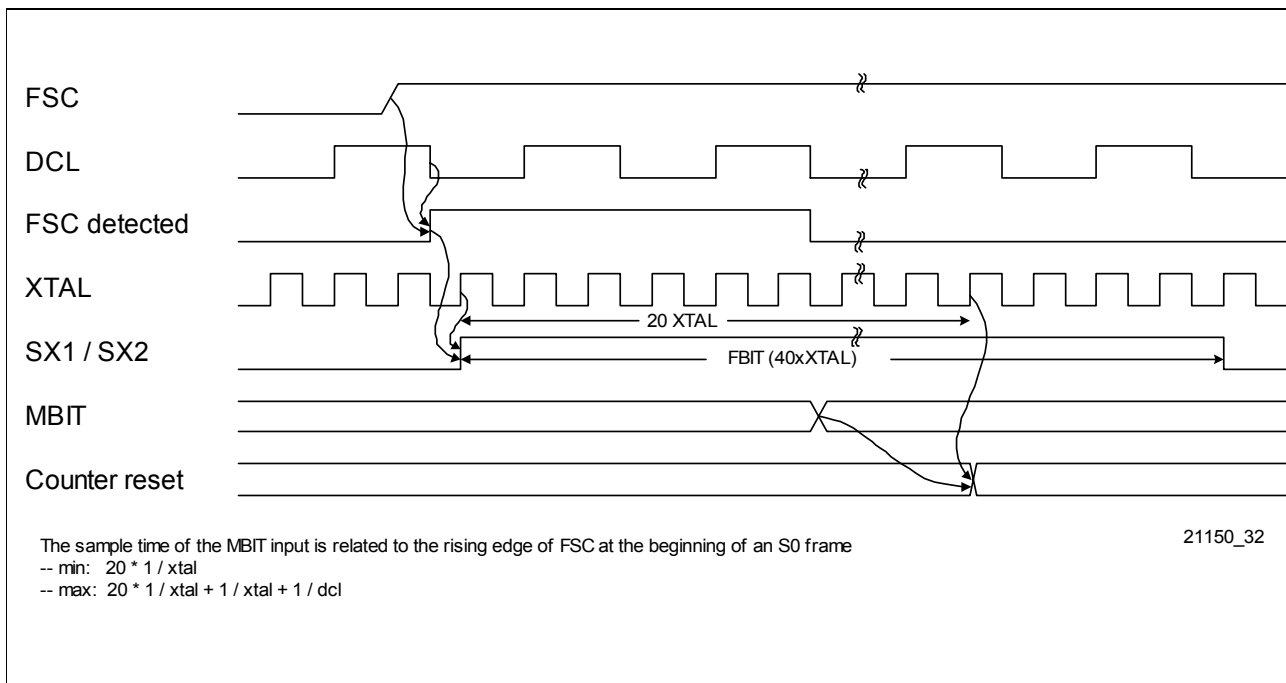 FSC
DCL
FSC detected
XTAL
20 XTAL
SX1 / SX2
FBIT (40xXTAL)
MBIT
Counter reset
The sample time of the MBIT input is related to the rising edge of FSC at the beginning of an S0 frame
21150_32
-- min: 20 * 1 / xtal
-- max: 20 * 1 / xtal + 1 / xtal + 1 / dcl